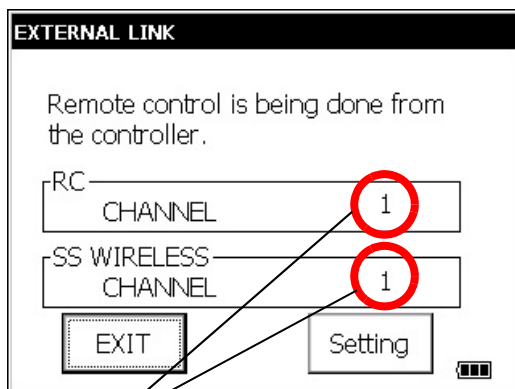 EXTERNAL LINK
Remote control is being done from
the controller.
RC
CHANNEL 1
SS WIRELESS
CHANNEL 1
EXIT Setting